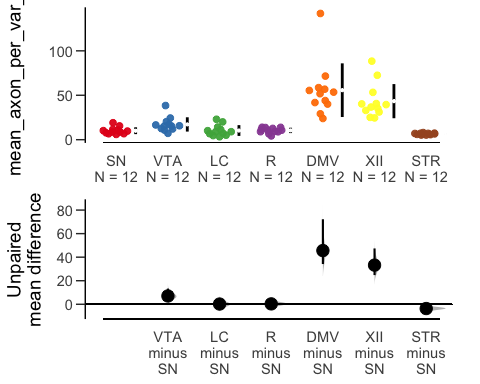 mean_axon_per_var_
100
50
0
SN VTA LC R DMV XII STR
N = 12 N = 12 N = 12 N = 12 N = 12 N = 12 N = 12
Unpaired
mean difference
80
60
40
20
0
VTA LC R DMV XII STR
minus minus minus minus minus minus
SN SN SN SN SN SN